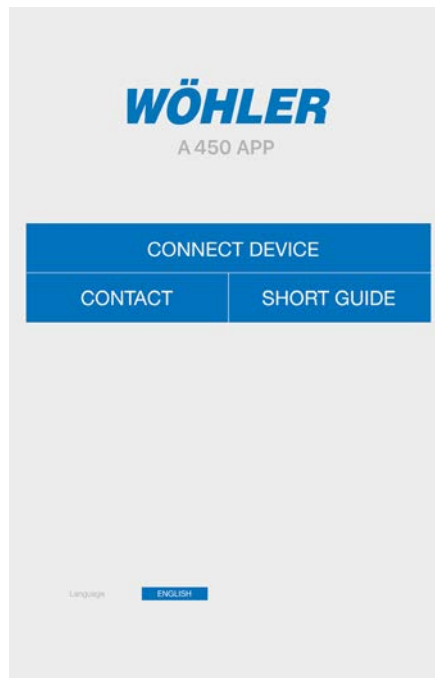 WÖHLER
A 450 APP
CONNECT DEVICE
CONTACT SHORT GUIDE
Language ENGLISH